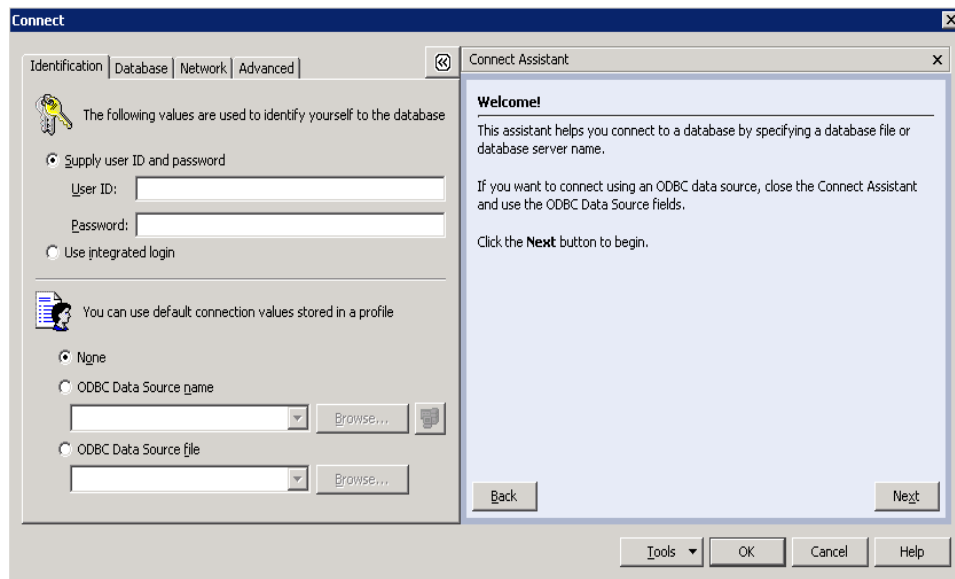 Connect
Identification Database Network Advanced
The following values are used to identify yourself to the database
Supply user ID and password
User ID:
Password:
Use integrated login
You can use default connection values stored in a profile
None
ODBC Data Source name
Browse...
ODBC Data Source file
Browse...
Connect Assistant
Welcome!
This assistant helps you connect to a database by specifying a database file or
database server name.
If you want to connect using an ODBC data source, close the Connect Assistant
and use the ODBC Data Source fields.
Click the Next button to begin.
Back Next
Tools OK Cancel Help